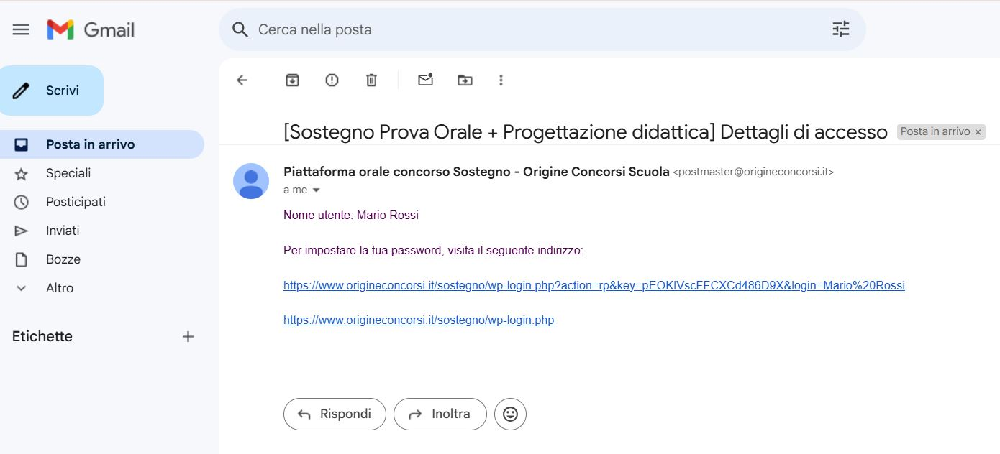 Gmail
Cerca nella posta
Scrivi
Posta in arrivo
Speciali
Posticipati
Inviati
Bozze
Altro
Etichette
[Sostegno Prova Orale + Progettazione didattica] Dettagli di accesso
Posta in arrivo ×
Piattaforma orale concorso Sostegno - Origine Concorsi Scuola <postmaster@origineconcorsi.it>
a me
Nome utente: Mario Rossi
Per impostare la tua password, visita il seguente indirizzo:
https://www.origineconcorsi.it/sostegno/wp-login.php?action=rp&key=pEOKlVscFFCXCd486D9X&login=Mario%20Rossi
https://www.origineconcorsi.it/sostegno/wp-login.php
Rispondi
Inoltra